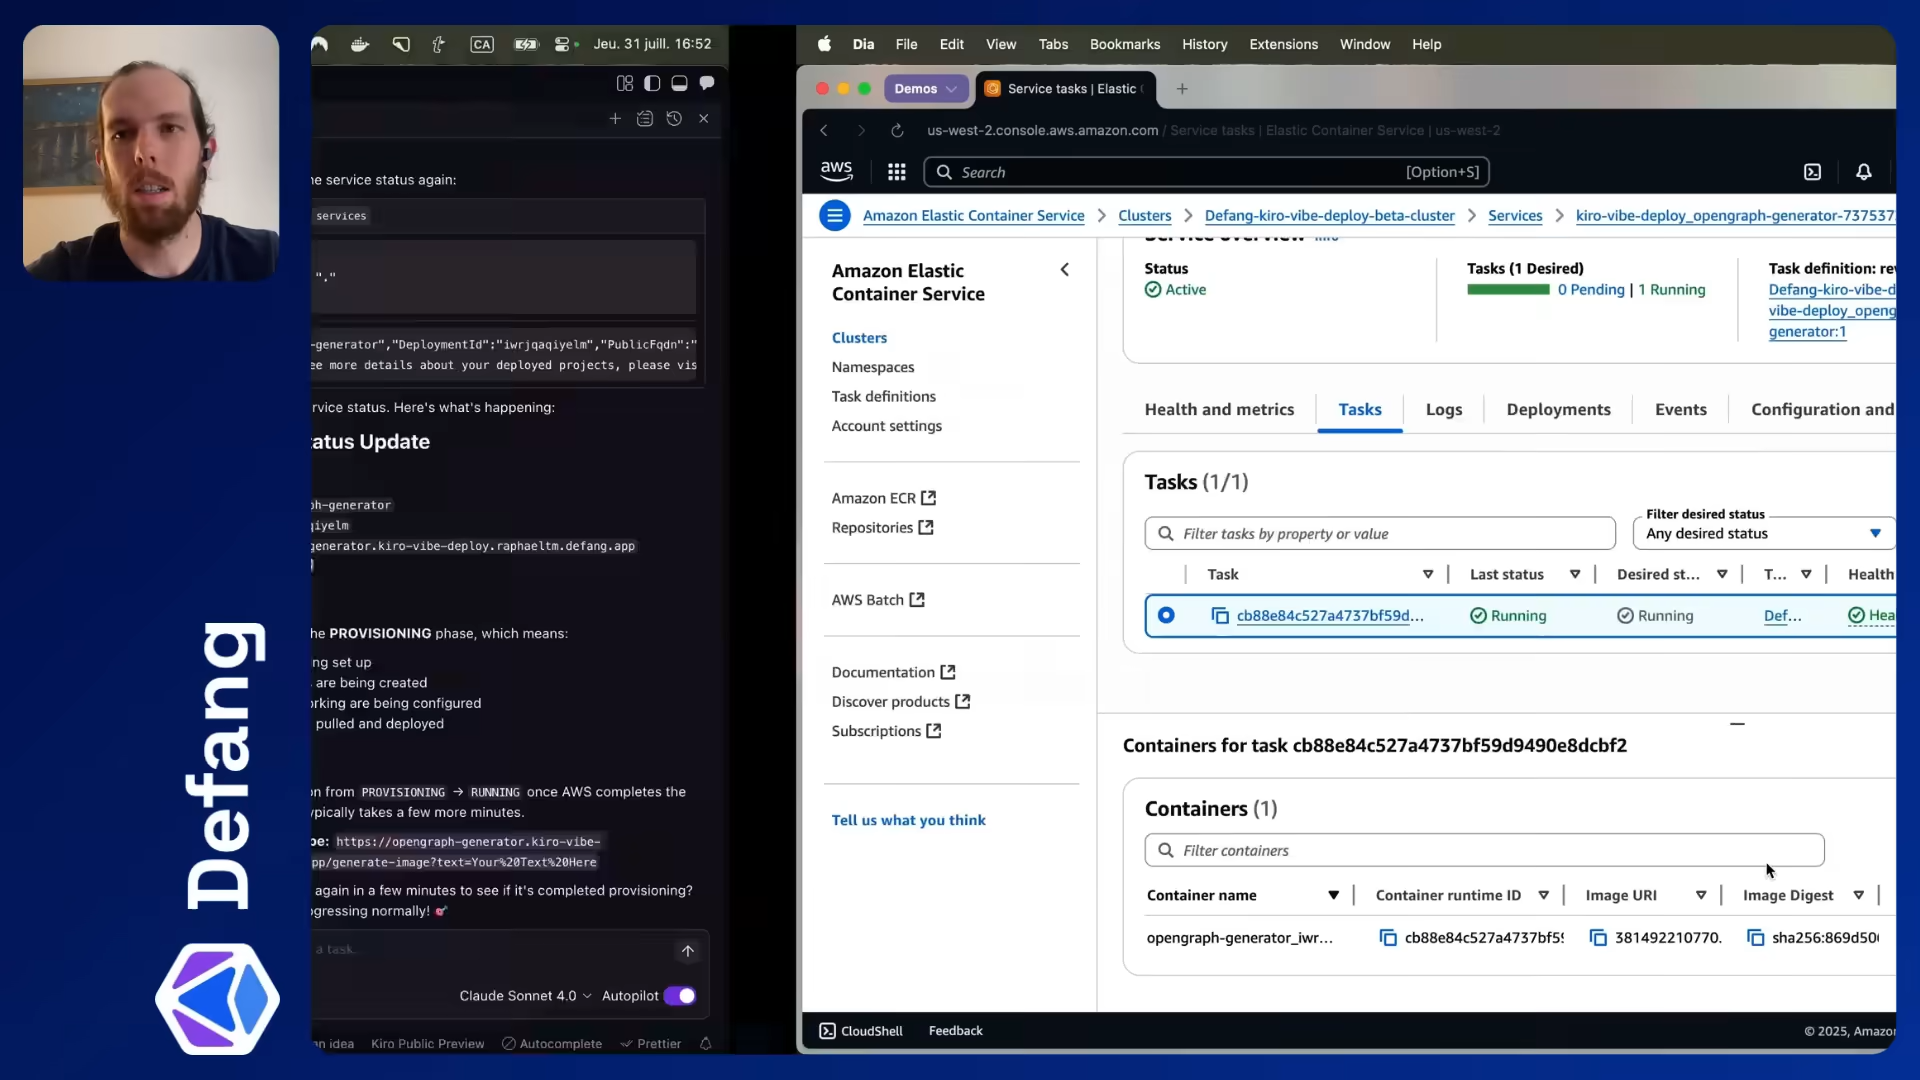 CA
Jeu. 31 juill. 16:52
he service status again:
services
"."
-generator","DeploymentId":"iwrjqaqiyelm","PublicFqdn":"
ee more details about your deployed projects, please vis
rvice status. Here's what's happening:
atus Update
ph-generator
qiyelm
generator.kiro-vibe-deploy.raphaeltm.defang.app
he PROVISIONING phase, which means:
ng set up
are being created
orking are being configured
pulled and deployed
on from PROVISIONING → RUNNING once AWS completes the
ypically takes a few more minutes.
be: https://opengraph-generator.kiro-vibe-
pp/generate-image?text=Your%20Text%20Here
again in a few minutes to see if it's completed provisioning?
ogressing normally!
a task.
Claude Sonnet 4.0
Autopilot
an idea
Kiro Public Preview
Autocomplete
Prettier
Defang
Dia File Edit View Tabs Bookmarks History Extensions Window Help
Demos
Service tasks | Elastic
us-west-2.console.aws.amazon.com / Service tasks | Elastic Container Service | us-west-2
aws
Search
[Option+S]
Amazon Elastic Container Service
Clusters
Defang-kiro-vibe-deploy-beta-cluster
Services
kiro-vibe-deploy_opengraph-generator-737537
Amazon Elastic
Container Service
Clusters
Namespaces
Task definitions
Account settings
Amazon ECR
Repositories
AWS Batch
Documentation
Discover products
Subscriptions
Tell us what you think
Service overview Info
Status
Active
Tasks (1 Desired)
0 Pending | 1 Running
Task definition: re
Defang-kiro-vibe-d
vibe-deploy_openg
generator:1
Health and metrics
Tasks
Logs
Deployments
Events
Configuration and
Tasks (1/1)
Filter tasks by property or value
Filter desired status
Any desired status
Task
Last status
Desired st...
T...
Health
cb88e84c527a4737bf59d...
Running
Running
Def...
Hea
Containers for task cb88e84c527a4737bf59d9490e8dcbf2
Containers (1)
Filter containers
Container name
Container runtime ID
Image URI
Image Digest
opengraph-generator_iwr...
cb88e84c527a4737bf59
381492210770.
sha256:869d50
CloudShell
Feedback
© 2025, Amazo